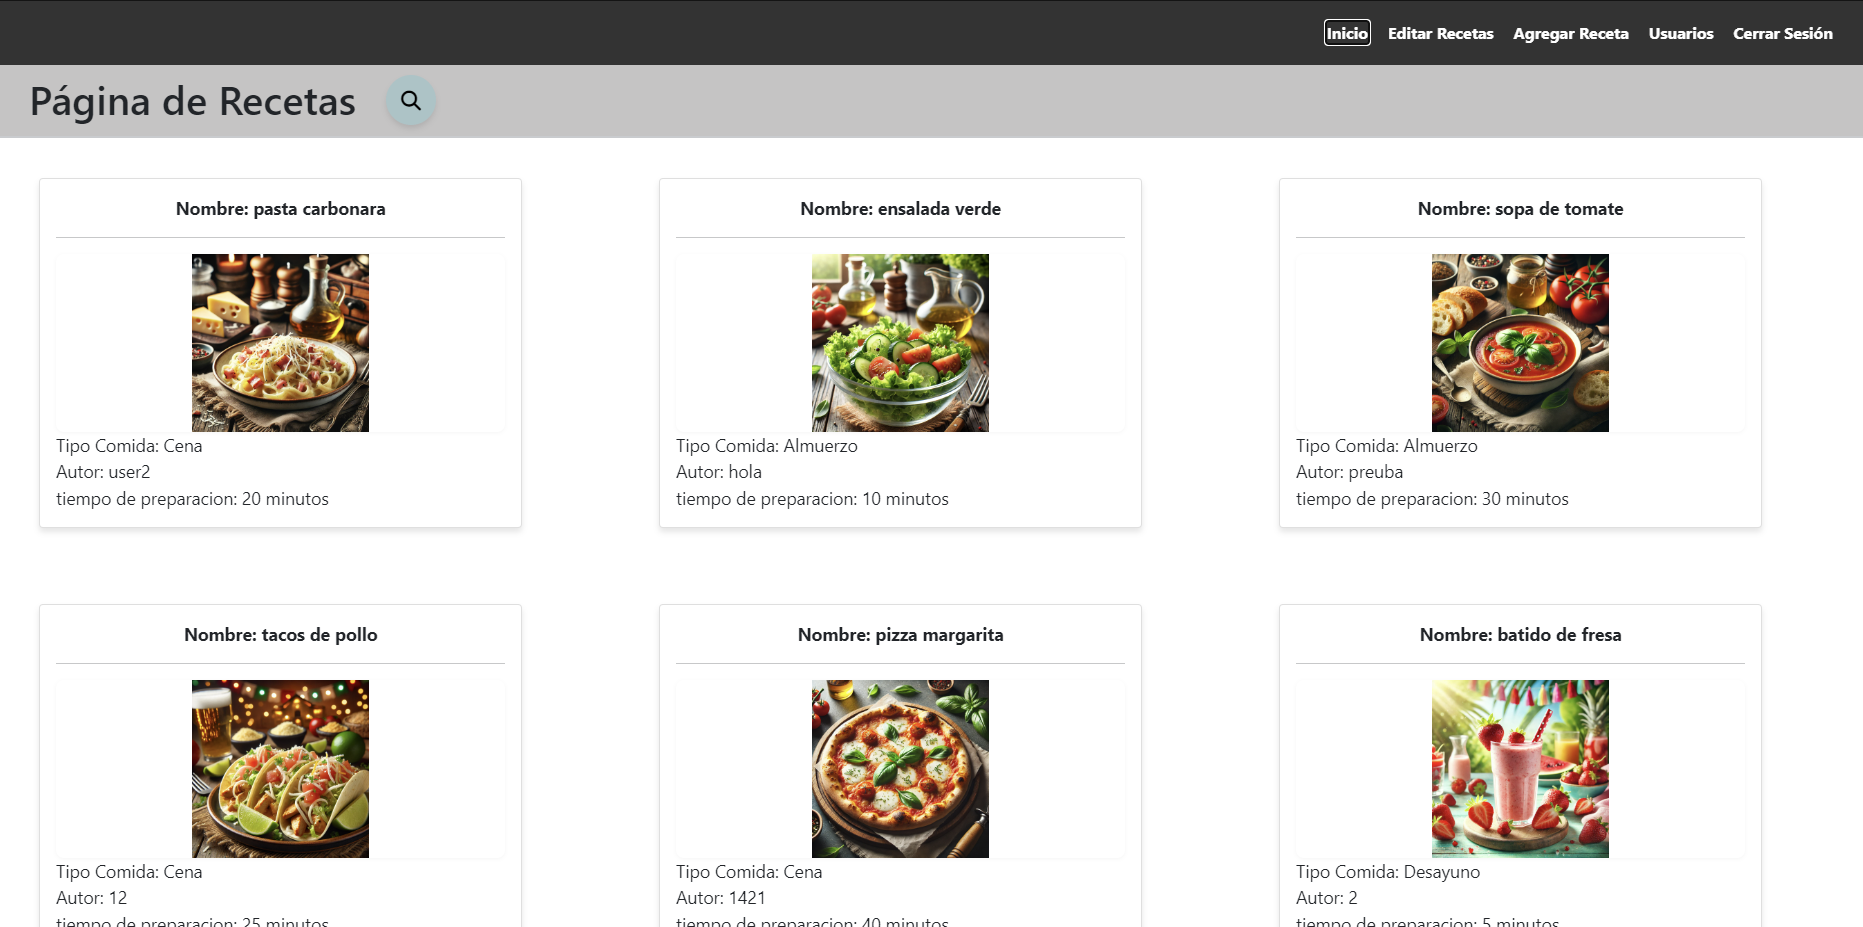 Inicio Editar Recetas Agregar Receta Usuarios Cerrar Sesión
Página de Recetas
Nombre: pasta carbonara
Tipo Comida: Cena
Autor: user2
tiempo de preparacion: 20 minutos
Nombre: ensalada verde
Tipo Comida: Almuerzo
Autor: hola
tiempo de preparacion: 10 minutos
Nombre: sopa de tomate
Tipo Comida: Almuerzo
Autor: preuba
tiempo de preparacion: 30 minutos
Nombre: tacos de pollo
Tipo Comida: Cena
Autor: 12
tiempo de preparacion: 25 minutos
Nombre: pizza margarita
Tipo Comida: Cena
Autor: 1421
tiempo de preparacion: 40 minutos
Nombre: batido de fresa
Tipo Comida: Desayuno
Autor: 2
tiempo de preparacion: 5 minutos